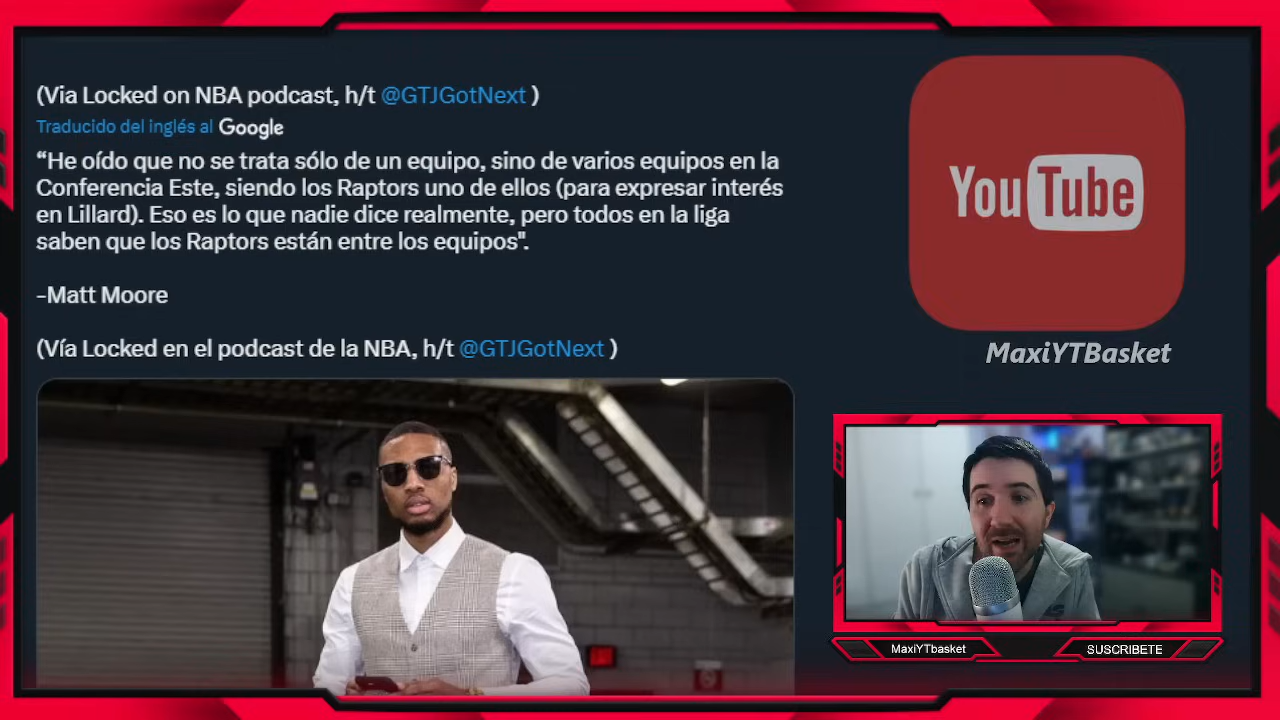 (Via Locked on NBA podcast, h/t @GTJGotNext )
Traducido del inglés al Google
“He oído que no se trata sólo de un equipo, sino de varios equipos en la
Conferencia Este, siendo los Raptors uno de ellos (para expresar interés
en Lillard). Eso es lo que nadie dice realmente, pero todos en la liga
saben que los Raptors están entre los equipos".
-Matt Moore
(Vía Locked en el podcast de la NBA, h/t @GTJGotNext )
YouTube
MaxiYTBasket
MaxiYTbasket
SUSCRIBETE